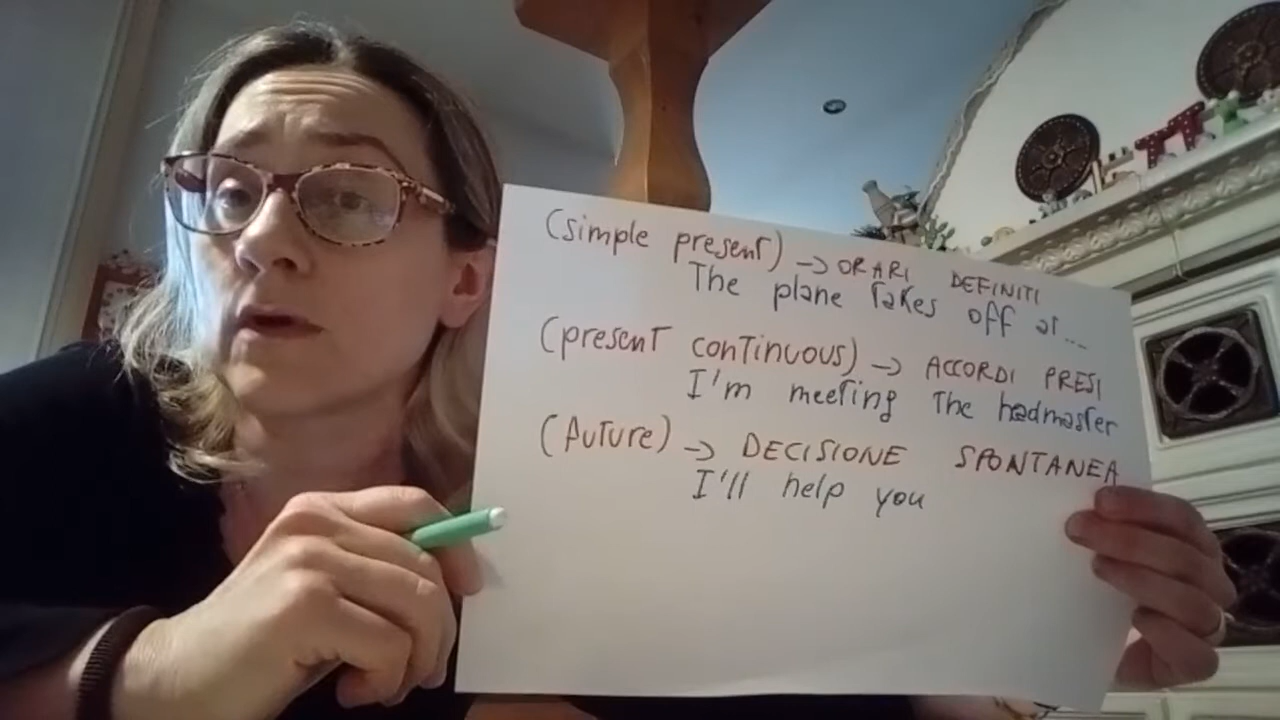 (simple present) → ORARI DEFINITI
The plane takes off at ...
(present continuous) → ACCORDI PRESI
I'm meeting the headmaster
(future) → DECISIONE SPONTANEA
I'll help you